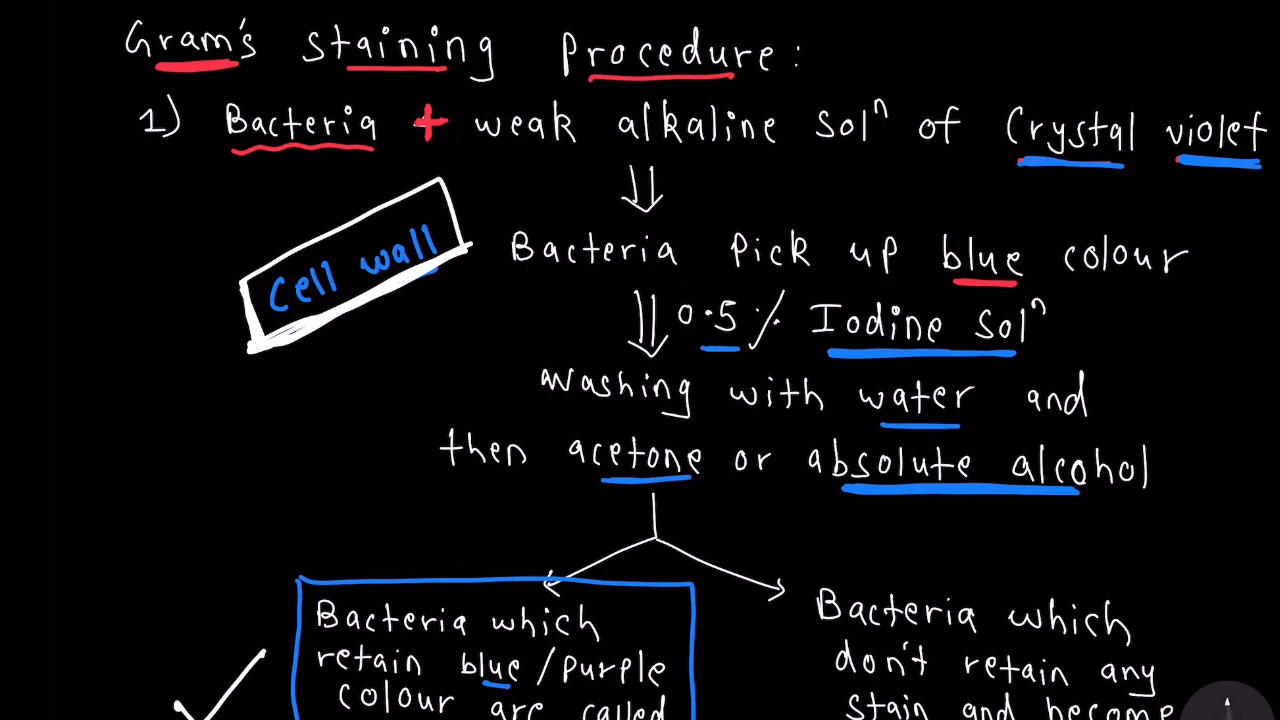 Gram's staining Procedure:
1) Bacteria + weak alkaline solⁿ of Crystal violet
Bacteria Pick up blue colour
Cell wall
0.5% Iodine solⁿ
Washing with water and
then acetone or absolute alcohol
Bacteria which
retain blue/purple
colour are called
Bacteria which
don't retain any
stain and become